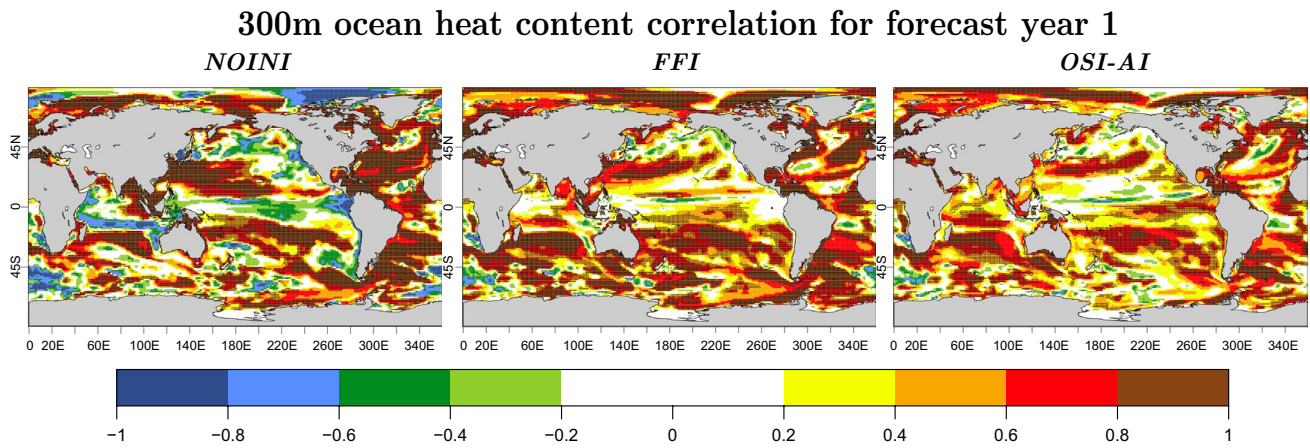 300m ocean heat content correlation for forecast year 1
NOINI FFI OSI-AI
45N 45N 45N
0 0 0
45S 45S 45S
0 20E 60E 100E 140E 180E 220E 260E 300E 340E 0 20E 60E 100E 140E 180E 220E 260E 300E 340E 0 20E 60E 100E 140E 180E 220E 260E 300E 340E
−1 −0.8 −0.6 −0.4 −0.2 0 0.2 0.4 0.6 0.8 1